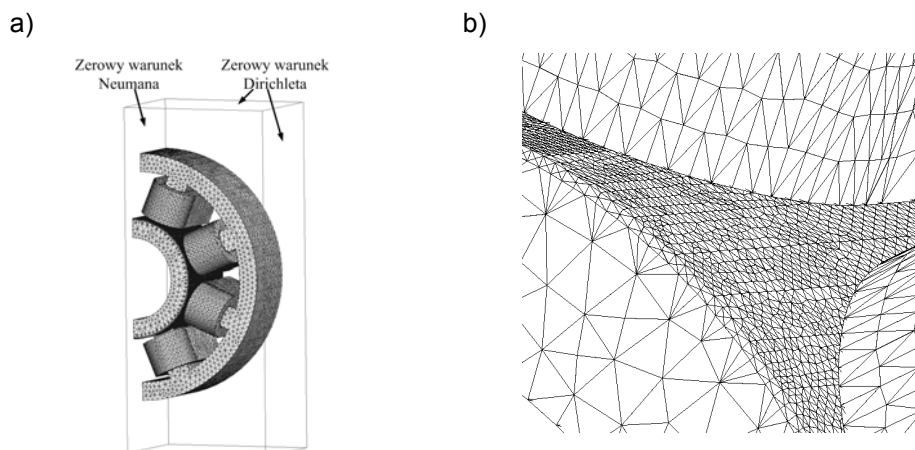 a)
b)
Zerowy warunek
Neumana
Zerowy warunek
Dirichleta